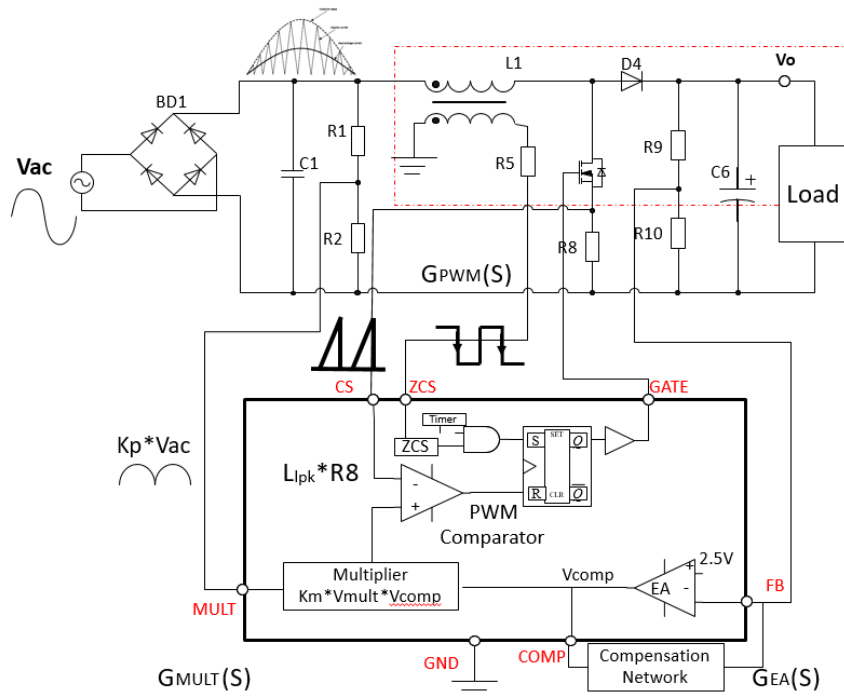 L1
D4
Vo
BD1
R1
C1
R5
R9
C6
+
Load
Vac
R2
R8
R10
GPWM(S)
CS
ZCS
GATE
Timer
ZCS
S
SET
Q
R
CLR
Q
Kp*Vac
LIpk*R8
-
+
PWM
Comparator
Multiplier
Km*Vmult*Vcomp
Vcomp
2.5V
+
-
EA
FB
MULT
GND
COMP
Compensation
Network
GMULT(S)
GEA(S)